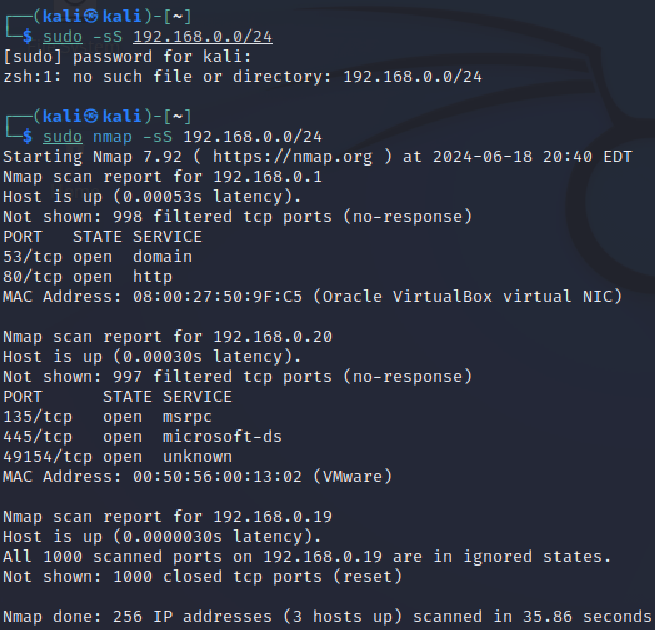 ┌──(kali㉿kali)-[~]
└─$ sudo -sS 192.168.0.0/24
[sudo] password for kali:
zsh:1: no such file or directory: 192.168.0.0/24
┌──(kali㉿kali)-[~]
└─$ sudo nmap -sS 192.168.0.0/24
Starting Nmap 7.92 ( https://nmap.org ) at 2024-06-18 20:40 EDT
Nmap scan report for 192.168.0.1
Host is up (0.00053s latency).
Not shown: 998 filtered tcp ports (no-response)
PORT   STATE SERVICE
53/tcp open  domain
80/tcp open  http
MAC Address: 08:00:27:50:9F:C5 (Oracle VirtualBox virtual NIC)
Nmap scan report for 192.168.0.20
Host is up (0.00030s latency).
Not shown: 997 filtered tcp ports (no-response)
PORT      STATE SERVICE
135/tcp   open  msrpc
445/tcp   open  microsoft-ds
49154/tcp open  unknown
MAC Address: 00:50:56:00:13:02 (VMware)
Nmap scan report for 192.168.0.19
Host is up (0.0000030s latency).
All 1000 scanned ports on 192.168.0.19 are in ignored states.
Not shown: 1000 closed tcp ports (reset)
Nmap done: 256 IP addresses (3 hosts up) scanned in 35.86 seconds